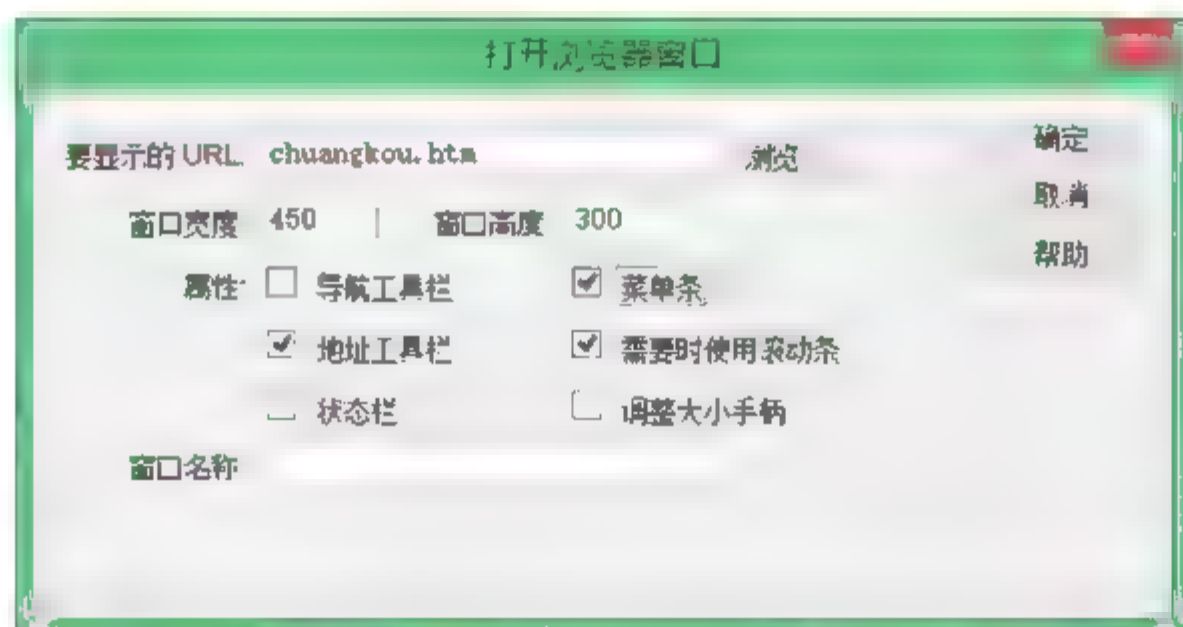 打开浏览器窗口
要显示的 URL: chuangkou.htm 浏览 确定
取消
窗口宽度 450 窗口高度 300
帮助
属性: 导航工具栏 菜单条
地址工具栏 需要时使用滚动条
状态栏 调整大小手柄
窗口名称